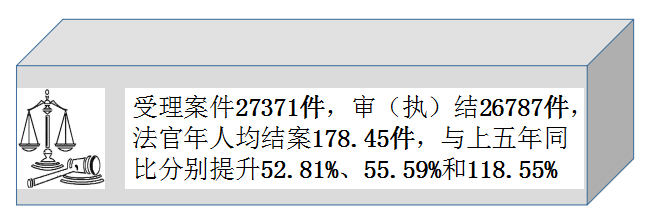 受理案件27371件，审（执）结26787件，
法官年人均结案178.45件，与上五年同
比分别提升52.81%、55.59%和118.55%